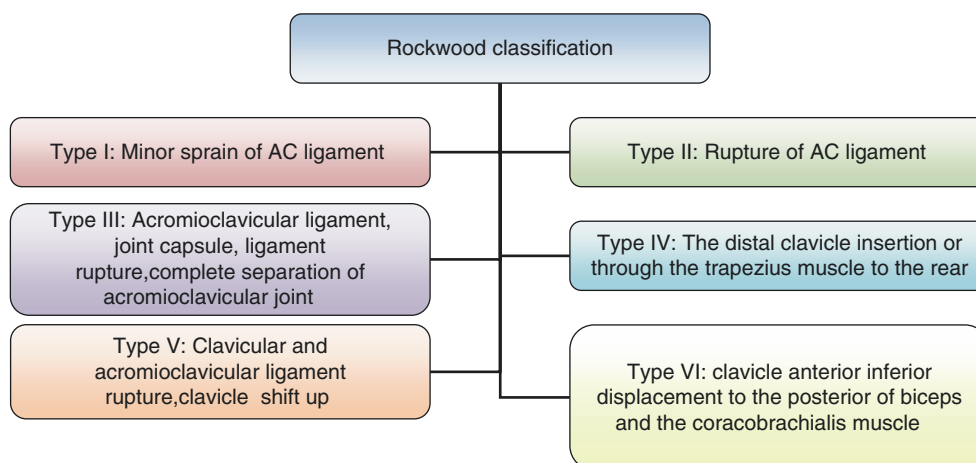 Rockwood classification
Type I: Minor sprain of AC ligament
Type II: Rupture of AC ligament
Type III: Acromioclavicular ligament,
joint capsule, ligament
rupture,complete separation of
acromioclavicular joint
Type IV: The distal clavicle insertion or
through the trapezius muscle to the rear
Type V: Clavicular and
acromioclavicular ligament
rupture,clavicle shift up
Type VI: clavicle anterior inferior
displacement to the posterior of biceps
and the coracobrachialis muscle